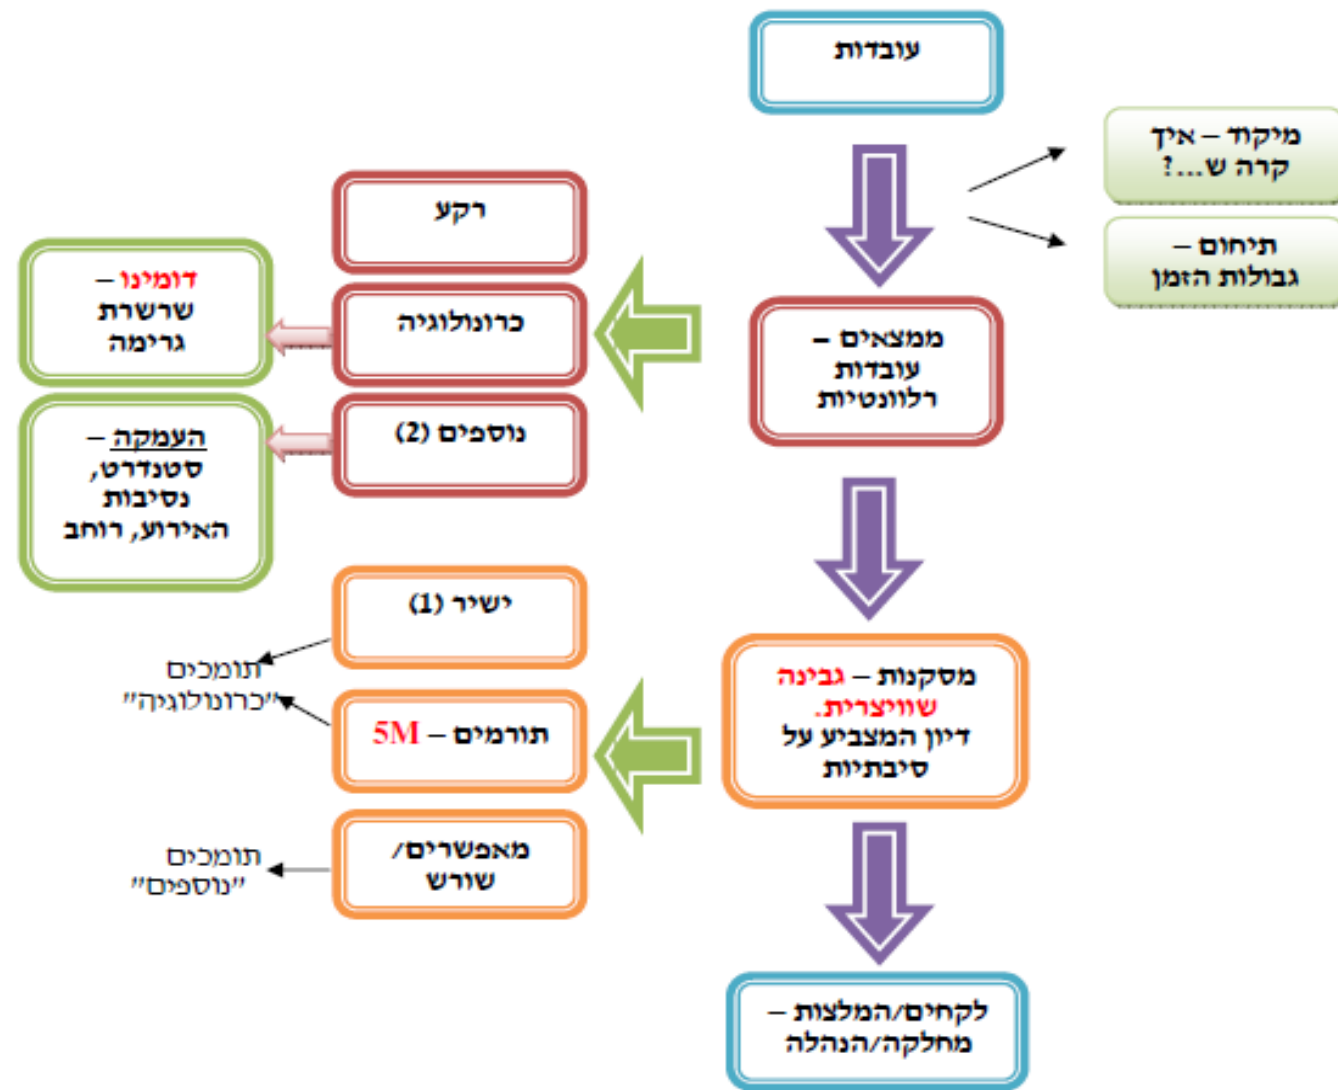 עובדות
מיקוד – איך
קרה ש...?
תיחום –
גבולות הזמן
ממצאים –
עובדות
רלוונטיות
רקע
כרונולוגיה
נוספים (2)
דומינו –
שרשרת
גרימה
העמקה –
סטנדרט,
נסיבות
האירוע, רוחב
מסקנות – גבינה
שוויצרית.
דיון המצביע על
סיבתיות
ישיר (1)
תורמים – 5M
מאפשרים/
שורש
תומכים
"כרונולוגיה"
תומכים
"נוספים"
לקחים/המלצות –
מחלקה/הנהלה